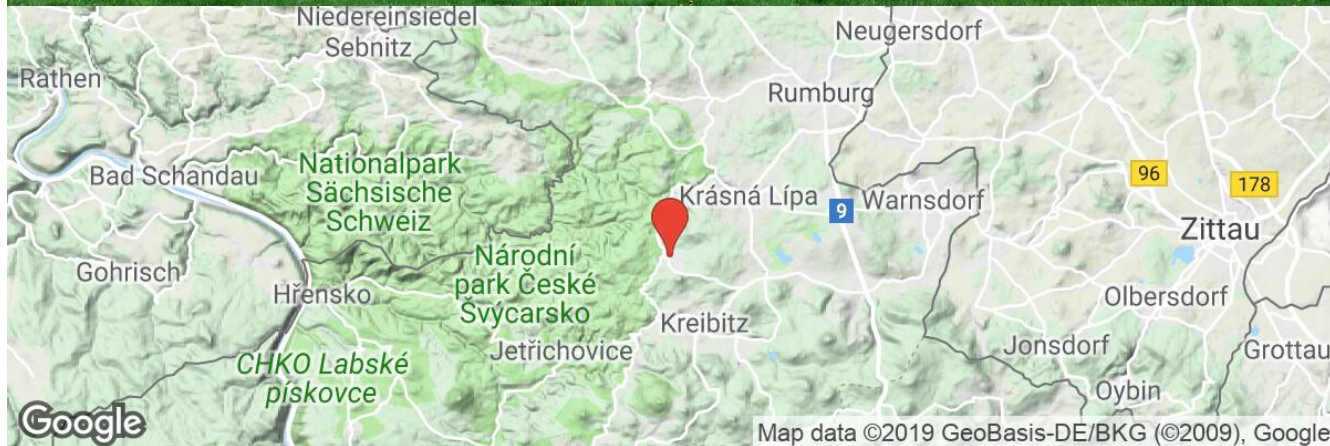 Niedereinsiedel
Sebnitz
Neugersdorf
Rathen
Rumburg
Bad Schandau
Nationalpark
Sächsische
Schweiz
Krásná Lípa
9
Warnsdorf
96
178
Zittau
Gohrisch
Hřensko
Národní
park České
Švýcarsko
Olbersdorf
Kreibitz
Jetřichovice
Jonsdorf
Grottau
CHKO Labské
pískovce
Oybin
Google
Map data ©2019 GeoBasis-DE/BKG (©2009), Google